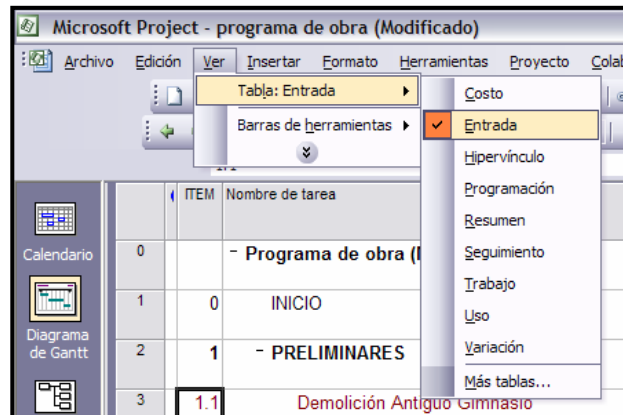 Microsoft Project - programa de obra (Modificado)
Archivo Edición Ver Insertar Formato Herramientas Proyecto
Tabla: Entrada
Barras de herramientas
Costo
Entrada
Hipervínculo
Programación
Resumen
Seguimiento
Trabajo
Uso
Variación
Más tablas...
ITEM Nombre de tarea
Calendario
Diagrama
de Gantt
0 - Programa de obra
1 0 INICIO
2 1 - PRELIMINARES
3 1.1 Demolición Antiguo Gimnasio